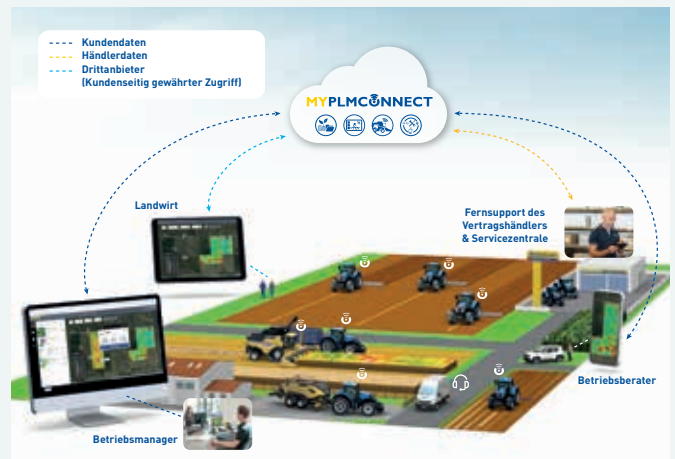 Kundendaten
Händlerdaten
Drittanbieter
(Kundenseitig gewährter Zugriff)
MYPLMCONNECT
Landwirt
Fernsupport des
Vertragshändlers
& Servicezentrale
Betriebsberater
Betriebsmanager